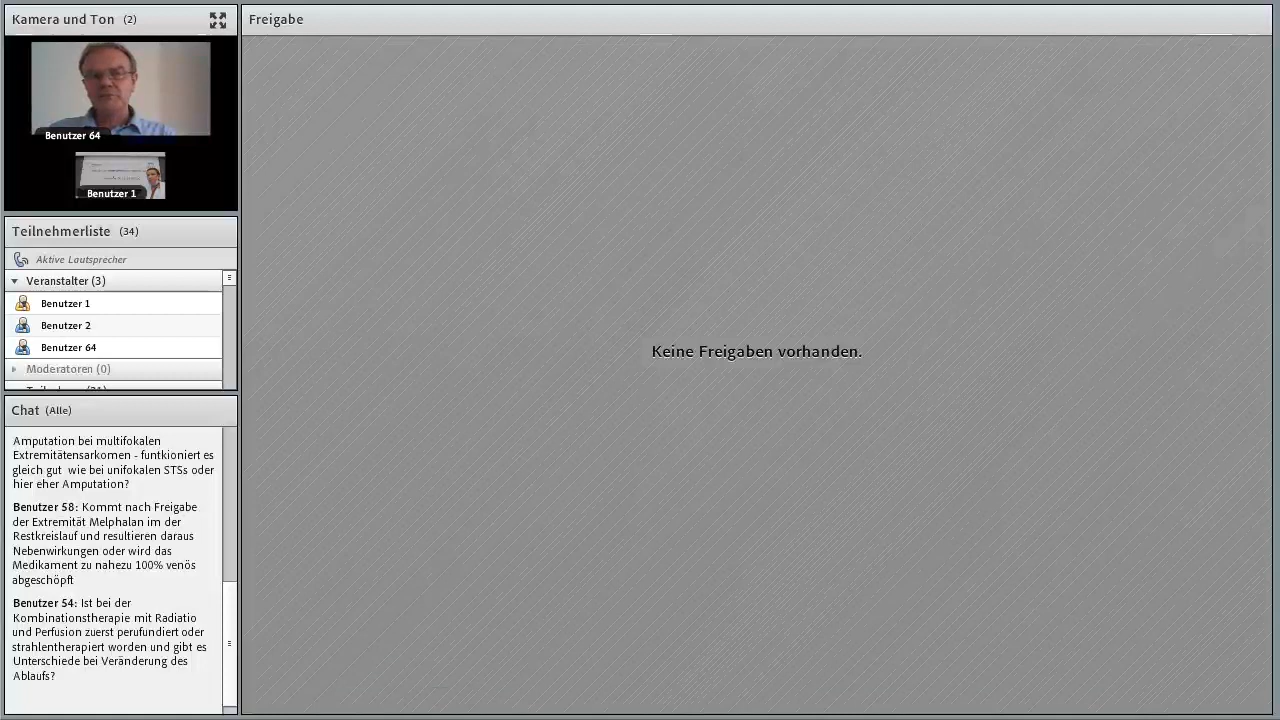 Kamera und Ton (2)
Benutzer 64
Benutzer 1
Teilnehmerliste (34)
Aktive Lautsprecher
Veranstalter (3)
Benutzer 1
Benutzer 2
Benutzer 64
Moderatoren (0)
Chat (Alle)
Amputation bei multifokalen
Extremitätensarkomen - funtkioniert es
gleich gut wie bei unifokalen STSs oder
hier eher Amputation?
Benutzer 58: Kommt nach Freigabe
der Extremität Melphalan im der
Restkreislauf und resultieren daraus
Nebenwirkungen oder wird das
Medikament zu nahezu 100% venös
abgeschöpft
Benutzer 54: Ist bei der
Kombinationstherapie mit Radiatio
und Perfusion zuerst perufundiert oder
strahlentherapiert worden und gibt es
Unterschiede bei Veränderung des
Ablaufs?
Freigabe
Keine Freigaben vorhanden.